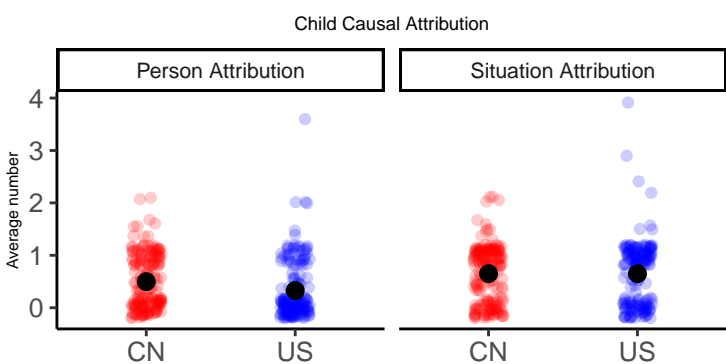 Child Causal Attribution
Person Attribution
Situation Attribution
Average number
4
3
2
1
0
CN
US
CN
US